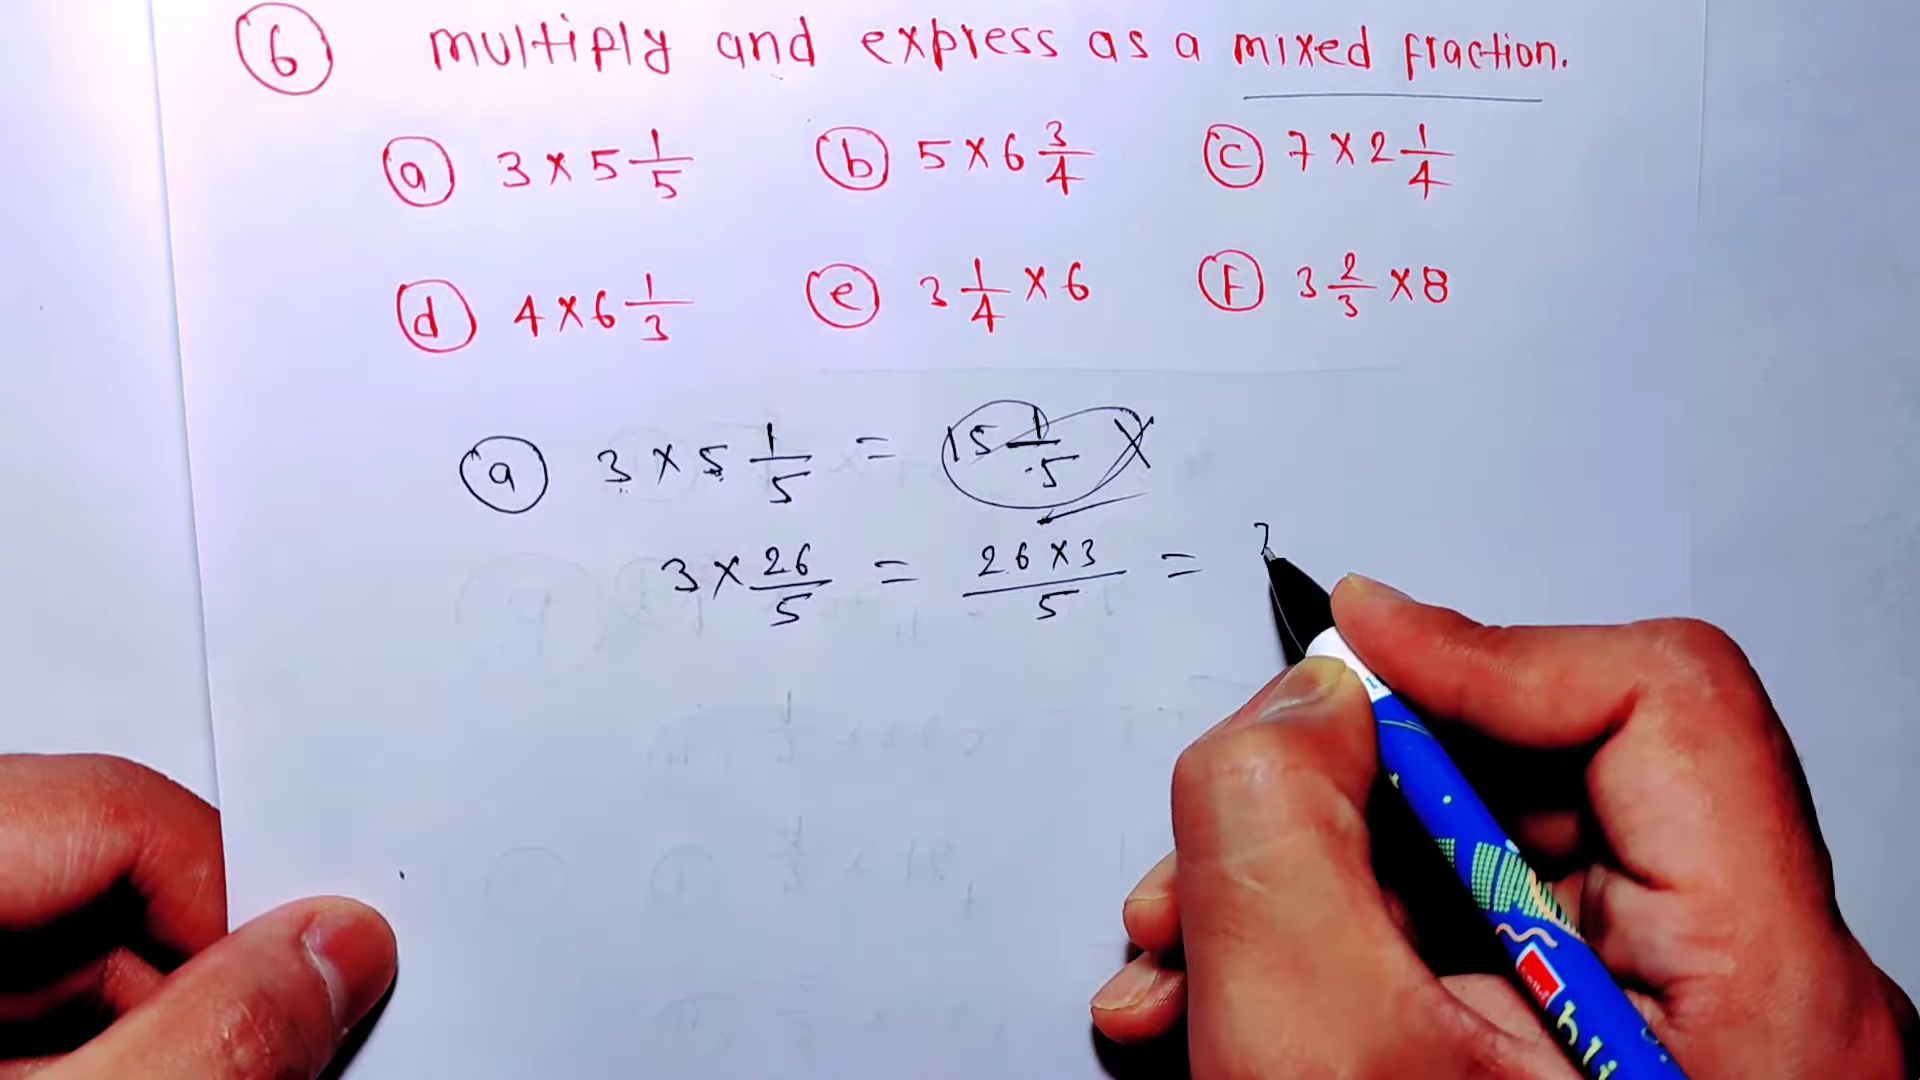 6 multiply and express as a mixed fraction.
a 3 × 5 1/5 b 5 × 6 3/4 c 7 × 2 1/4
d 4 × 6 1/3 e 3 1/4 × 6 f 3 2/3 × 8
a 3 × 5 1/5 = 15 1/5 X
3 × 26/5 = 26 × 3/5 =